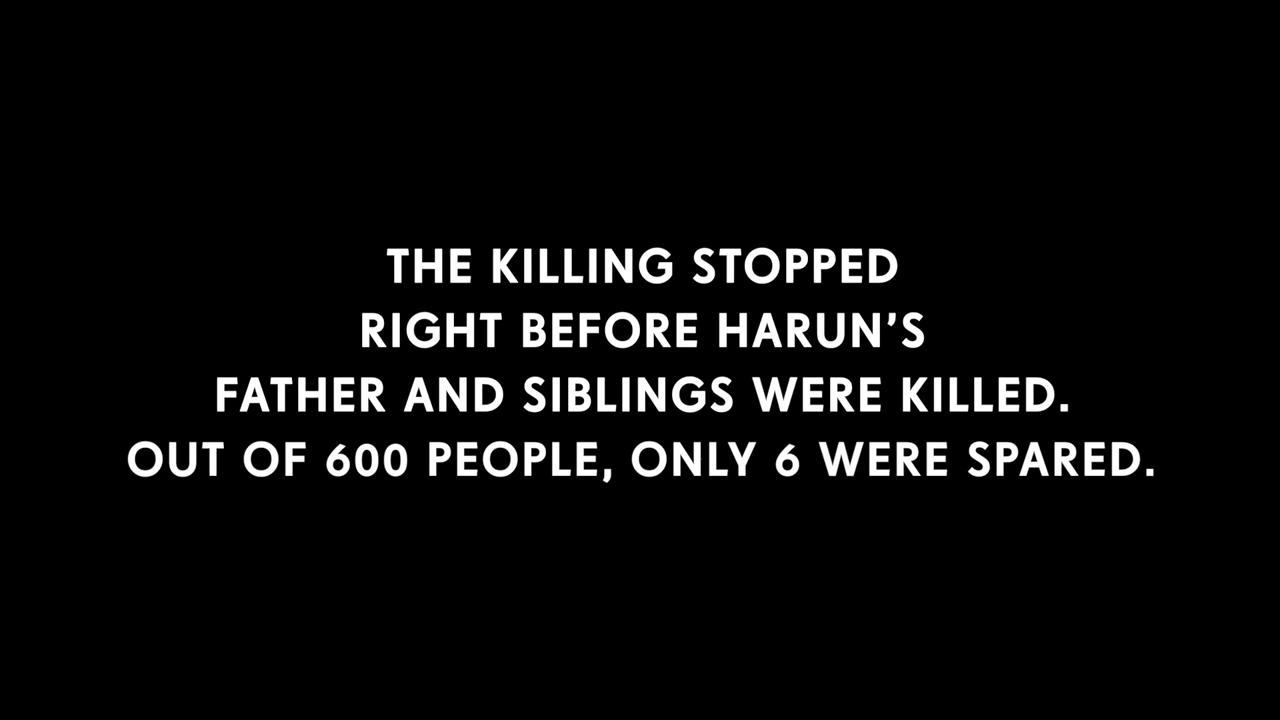 THE KILLING STOPPED
RIGHT BEFORE HARUN’S
FATHER AND SIBLINGS WERE KILLED.
OUT OF 600 PEOPLE, ONLY 6 WERE SPARED.